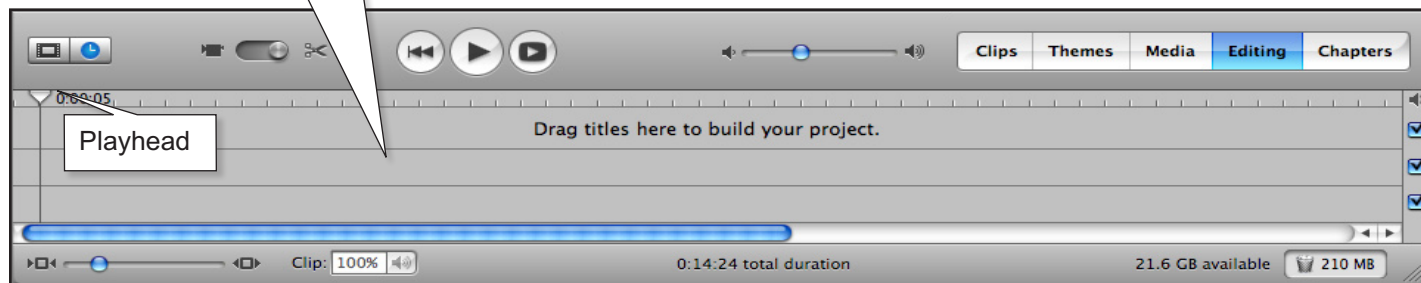 Clips Themes Media Editing Chapters
0:00:05
Playhead
Drag titles here to build your project.
Clip: 100% 0:14:24 total duration 21.6 GB available 210 MB